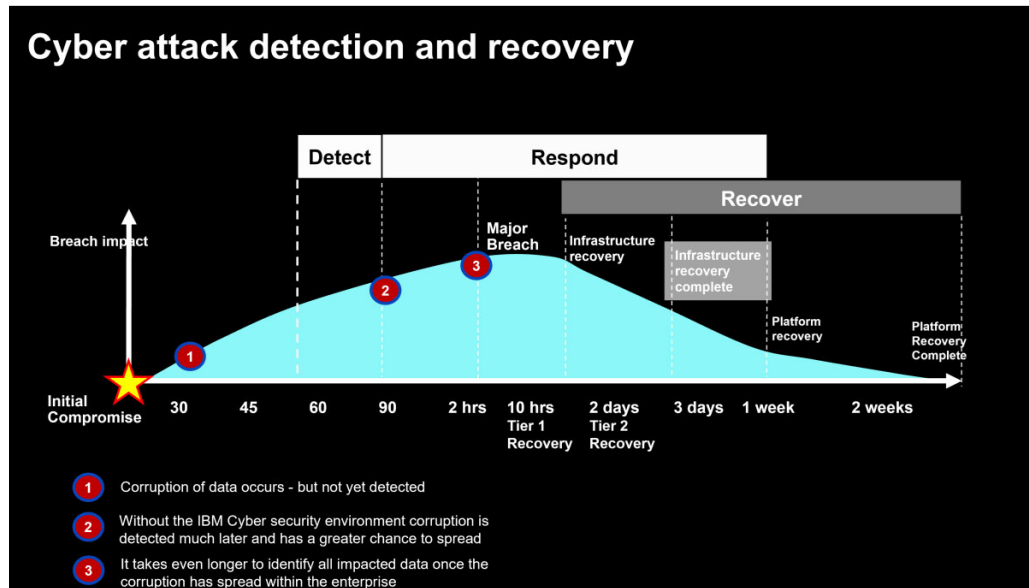 Cyber attack detection and recovery
Detect
Respond
Recover
Breach impact
Major
Breach
Infrastructure
recovery
Infrastructure
recovery
complete
Platform
recovery
Platform
Recovery
Complete
1
2
3
Initial
Compromise
30
45
60
90
2 hrs
10 hrs
Tier 1
Recovery
2 days
Tier 2
Recovery
3 days
1 week
2 weeks
1
Corruption of data occurs - but not yet detected
2
Without the IBM Cyber security environment corruption is
detected much later and has a greater chance to spread
3
It takes even longer to identify all impacted data once the
corruption has spread within the enterprise